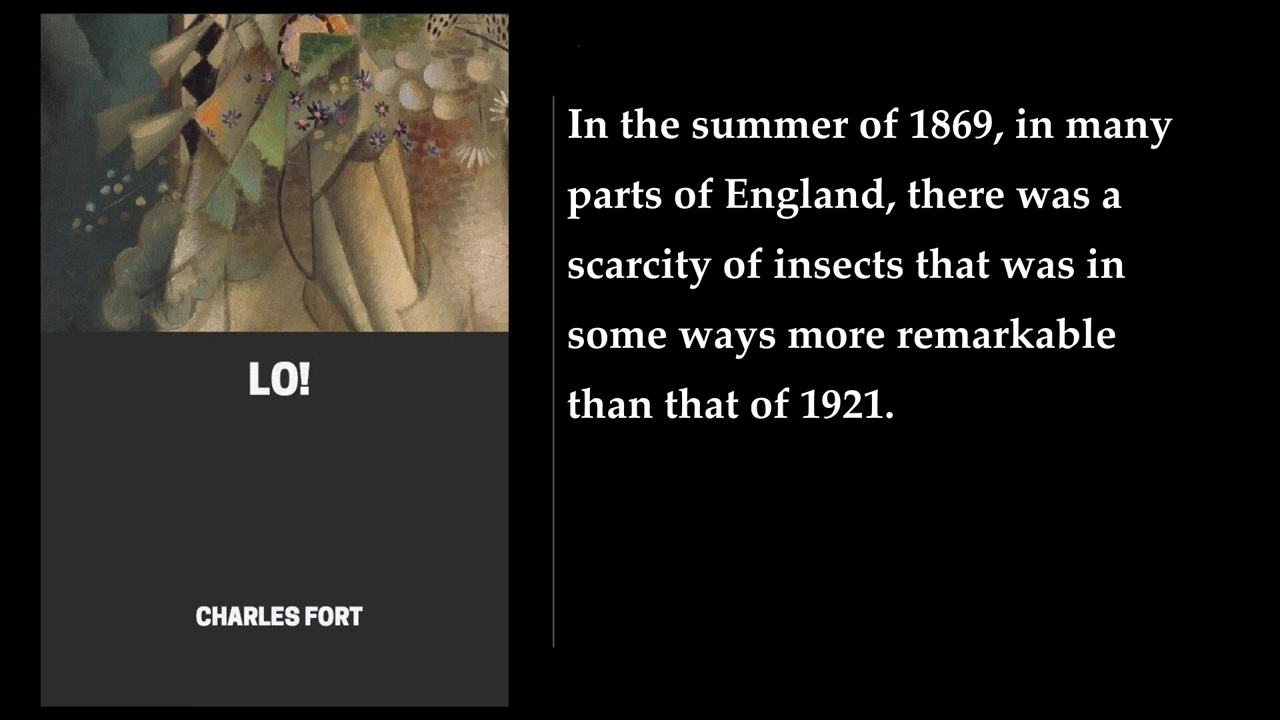 LO!
CHARLES FORT
In the summer of 1869, in many
parts of England, there was a
scarcity of insects that was in
some ways more remarkable
than that of 1921.